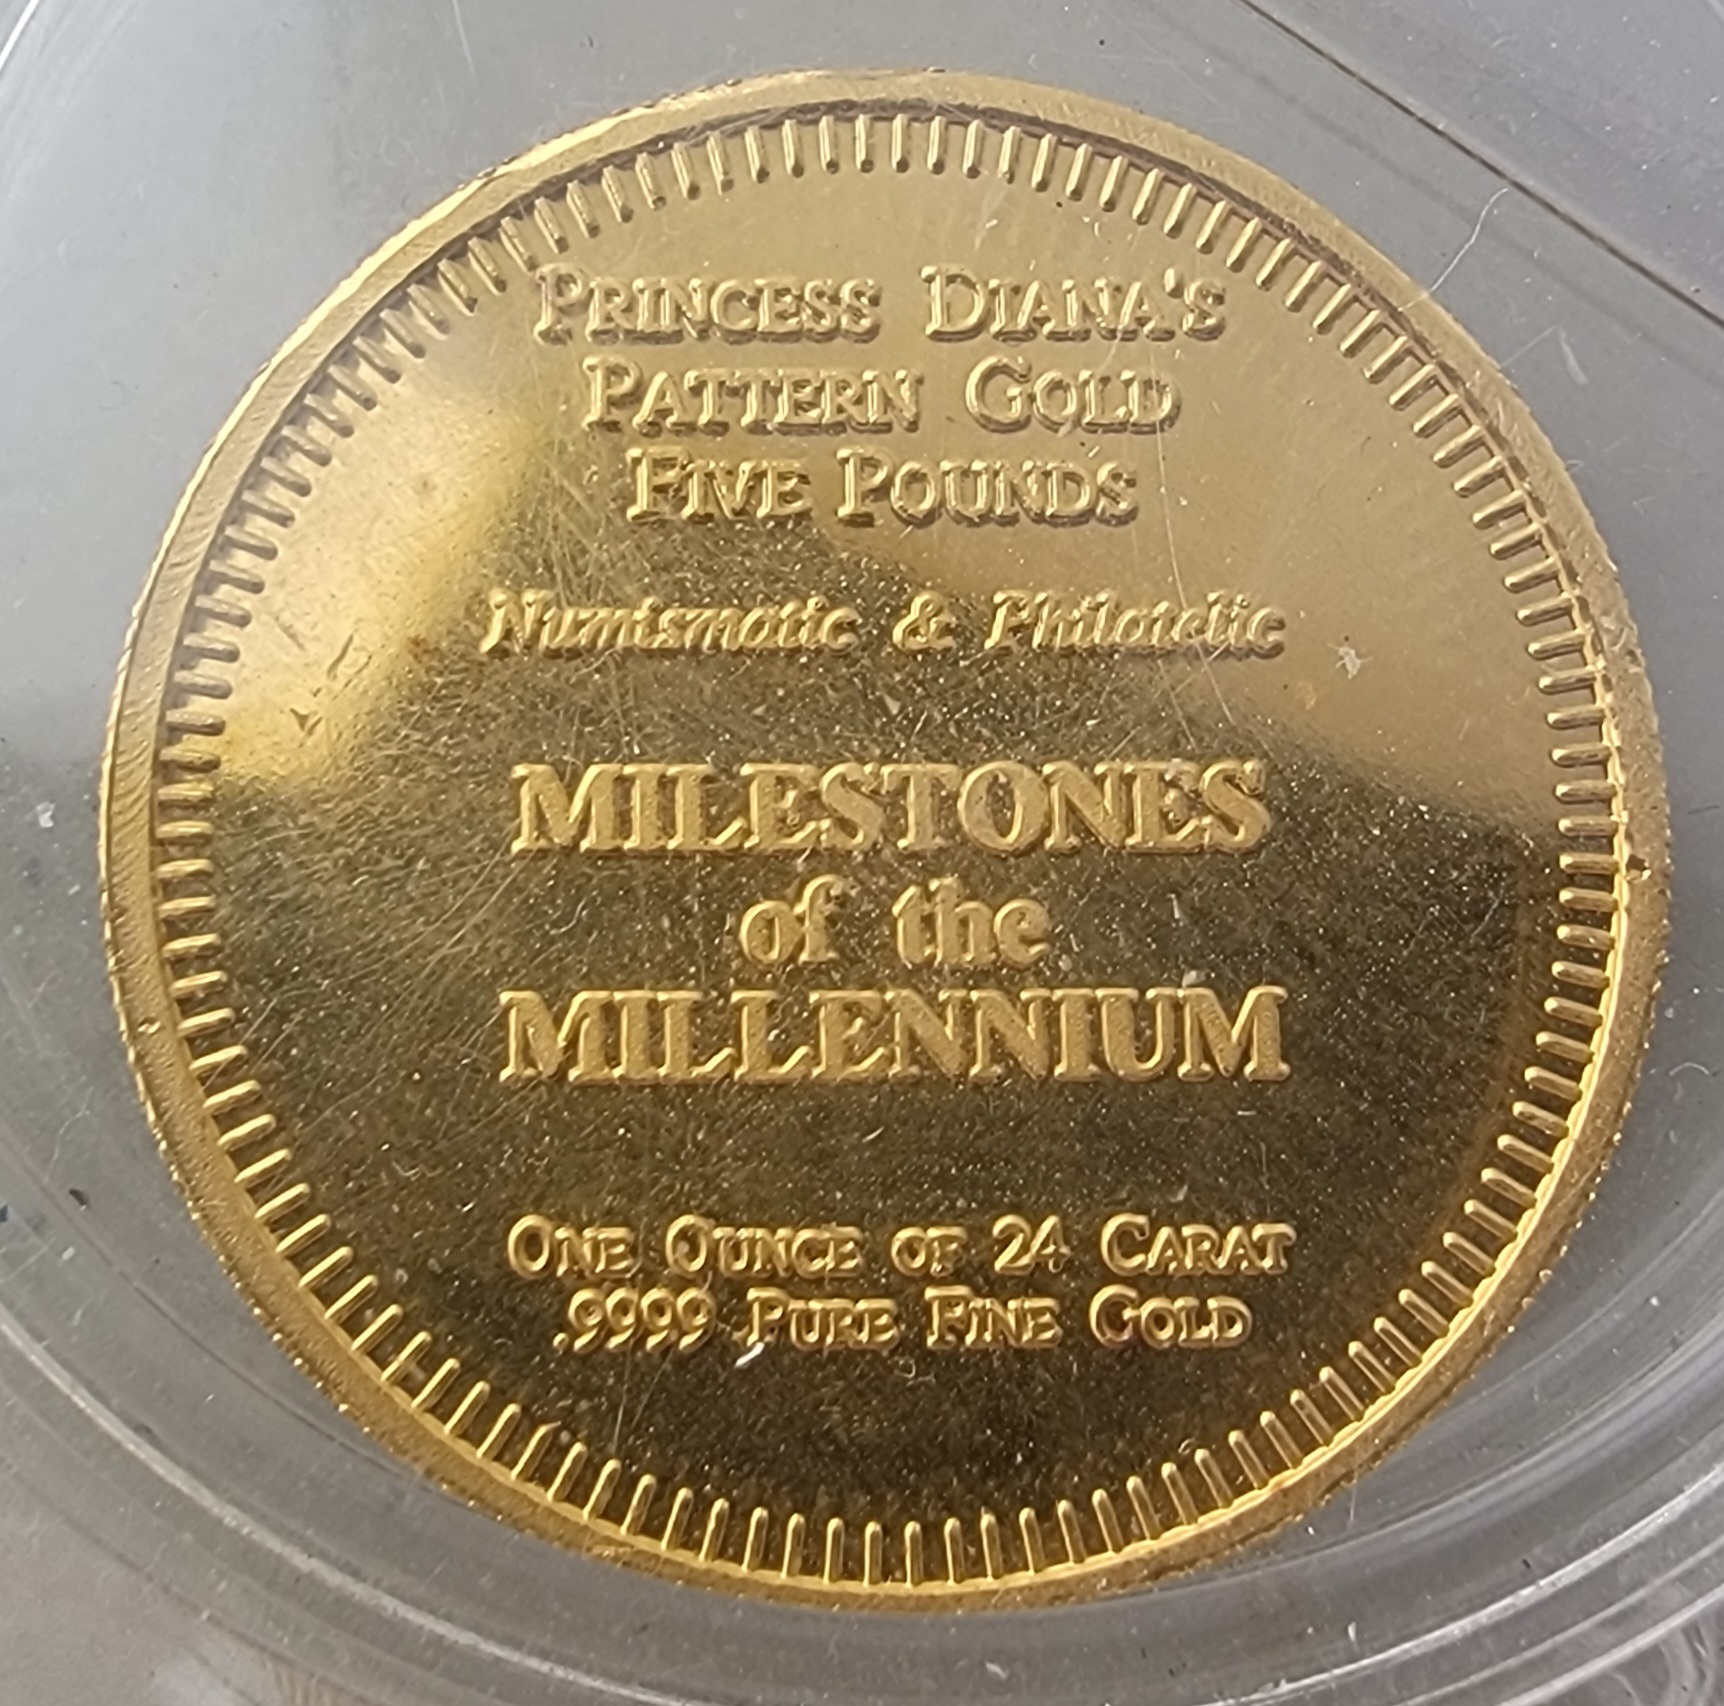 PRINCESS DIANA'S
PATTERN GOLD
FIVE POUNDS
Numismatic & Philatelic
MILESTONES
of the
MILLENNIUM
ONE OUNCE OF 24 CARAT
.9999 PURE FINE GOLD